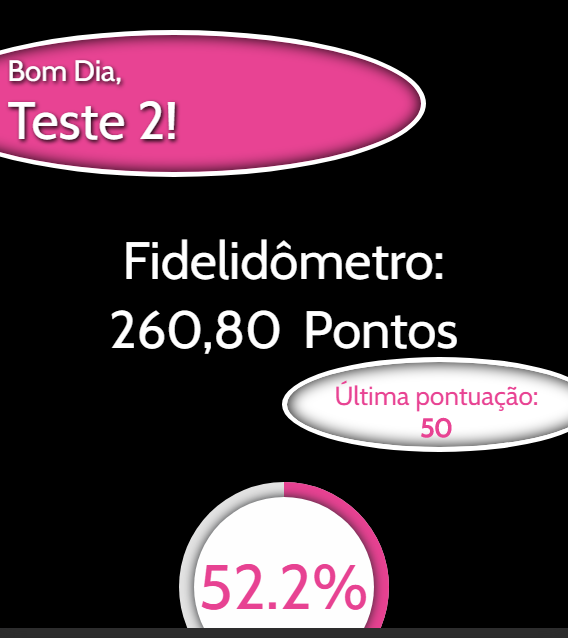 Bom Dia,
Teste 2!
Fidelidômetro:
260,80 Pontos
Última pontuação:
50
52.2%